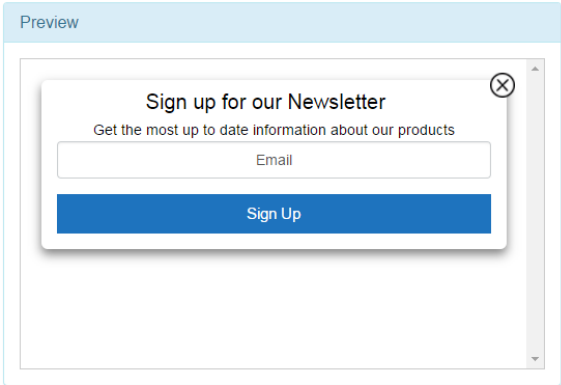 Preview
Sign up for our Newsletter
Get the most up to date information about our products
Email
Sign Up